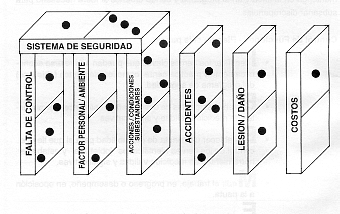 SISTEMA DE SEGURIDAD
FALTA DE CONTROL
FACTOR PERSONAL/AMBIENTE
ACCIONES / CONDICIONES
SUBESTANDARES
ACCIDENTES
LESION / DAÑO
COSTOS